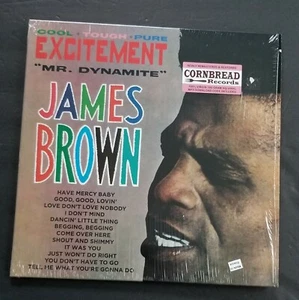 COOL • TOUGH • PURE
EXCITEMENT
"MR. DYNAMITE"
JAMES
BROWN
CORNBREAD
Records
HAVE MERCY BABY
GOOD, GOOD, LOVIN'
LOVE DON'T LOVE NOBODY
I DON'T MIND
DANCIN' LITTLE THING
BEGGING, BEGGING
COME OVER HERE
SHOUT AND SHIMMY
IT WAS YOU
JUST WON'T DO RIGHT
YOU DON'T HAVE TO GO
TELL ME WHAT YOU'RE GONNA DO